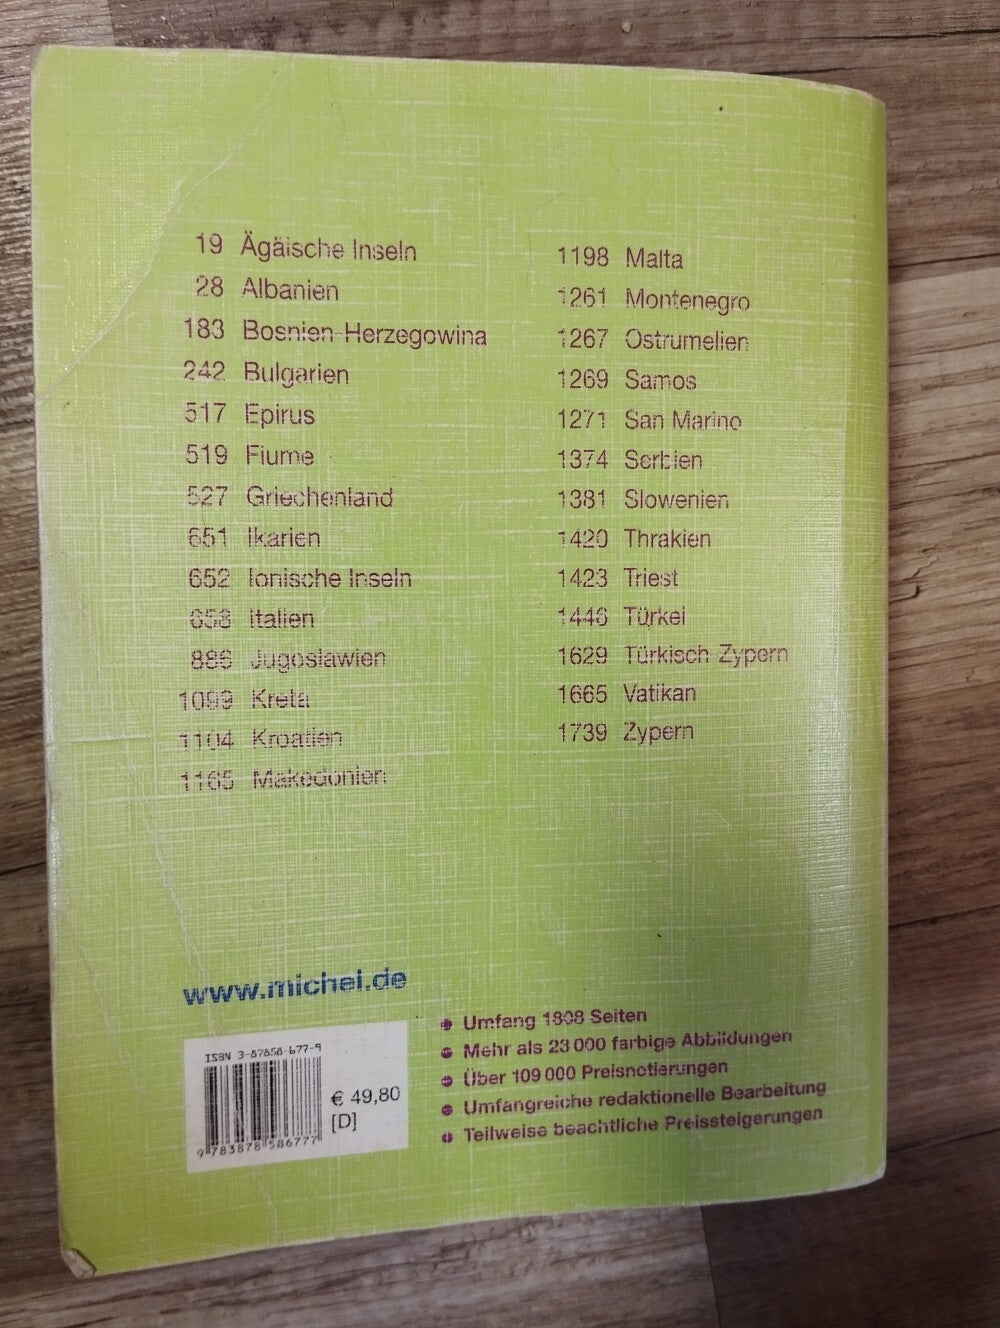 19 Ägäische Inseln
28 Albanien
183 Bosnien-Herzegowina
242 Bulgarien
517 Epirus
519 Fiume
527 Griechenland
651 Ikarien
652 Ionische Inseln
658 Italien
886 Jugoslawien
1099 Kreta
1104 Kroatien
1165 Makedonien
1198 Malta
1261 Montenegro
1267 Ostrumelien
1269 Samos
1271 San Marino
1374 Serbien
1381 Slowenien
1420 Thrakien
1423 Triest
1446 Türkei
1629 Türkisch-Zypern
1665 Vatikan
1739 Zypern
www.michel.de
ISBN 3-87858-677-9
€ 49,80
[D]
9 783878 586777
Umfang 1808 Seiten
Mehr als 23 000 farbige Abbildungen
Über 109 000 Preisnotierungen
Umfangreiche redaktionelle Bearbeitung
Teilweise beachtliche Preissteigerungen